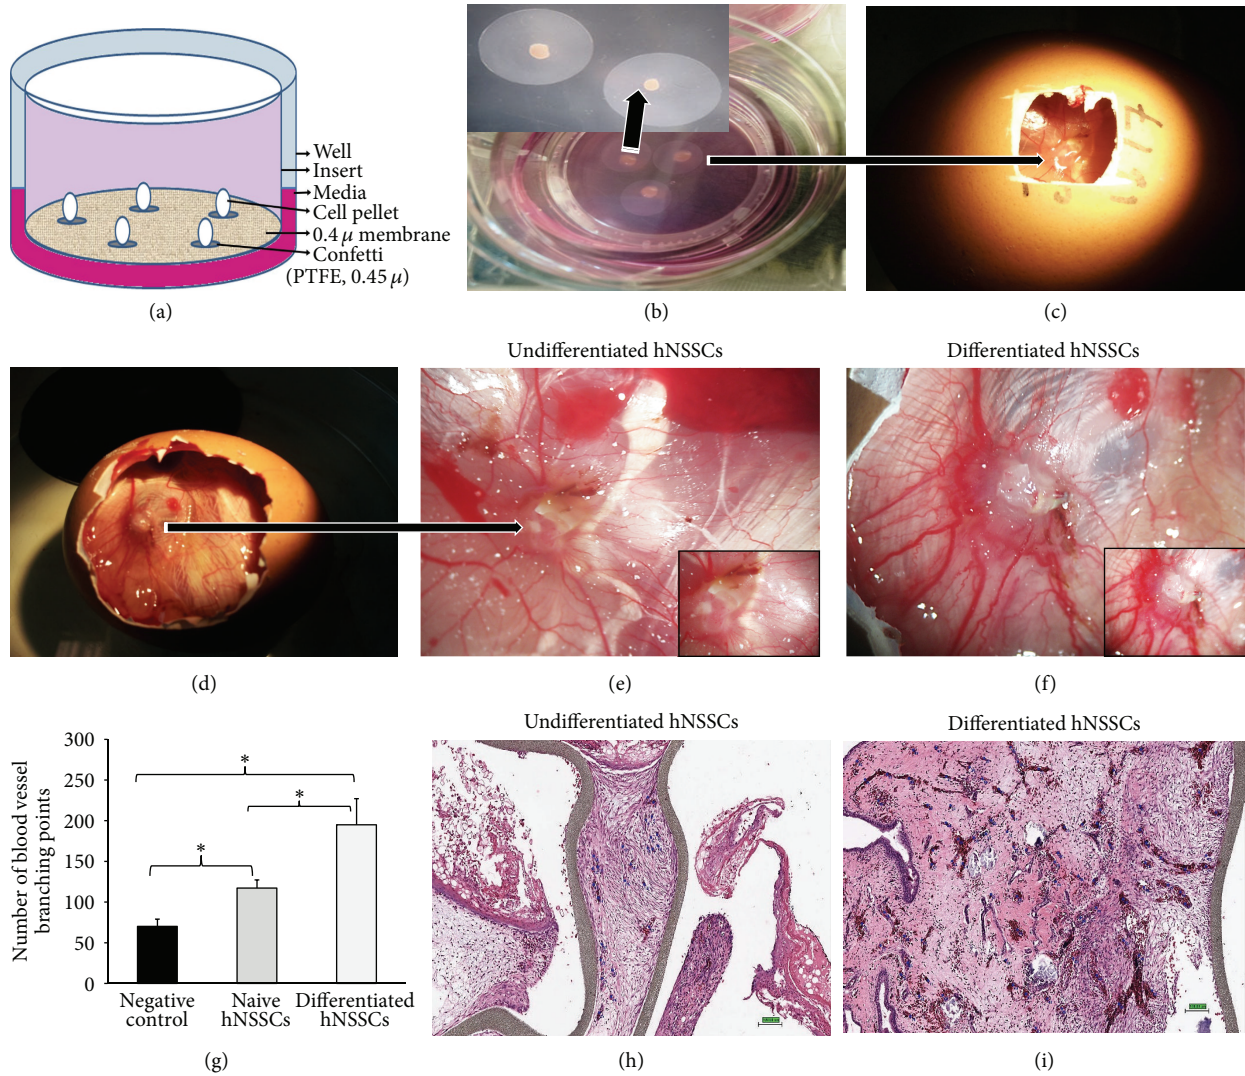 Well
Insert
Media
Cell pellet
0.4 μ membrane
Confetti
(PTFE, 0.45 μ)
(a)
(b)
(c)
Undifferentiated hNSSCs
Differentiated hNSSCs
(d)
(e)
(f)
Number of blood vessel
branching points
300
250
200
150
100
50
0
*
*
*
Negative
control
Naive
hNSSCs
Differentiated
hNSSCs
(g)
Undifferentiated hNSSCs
(h)
Differentiated hNSSCs
(i)